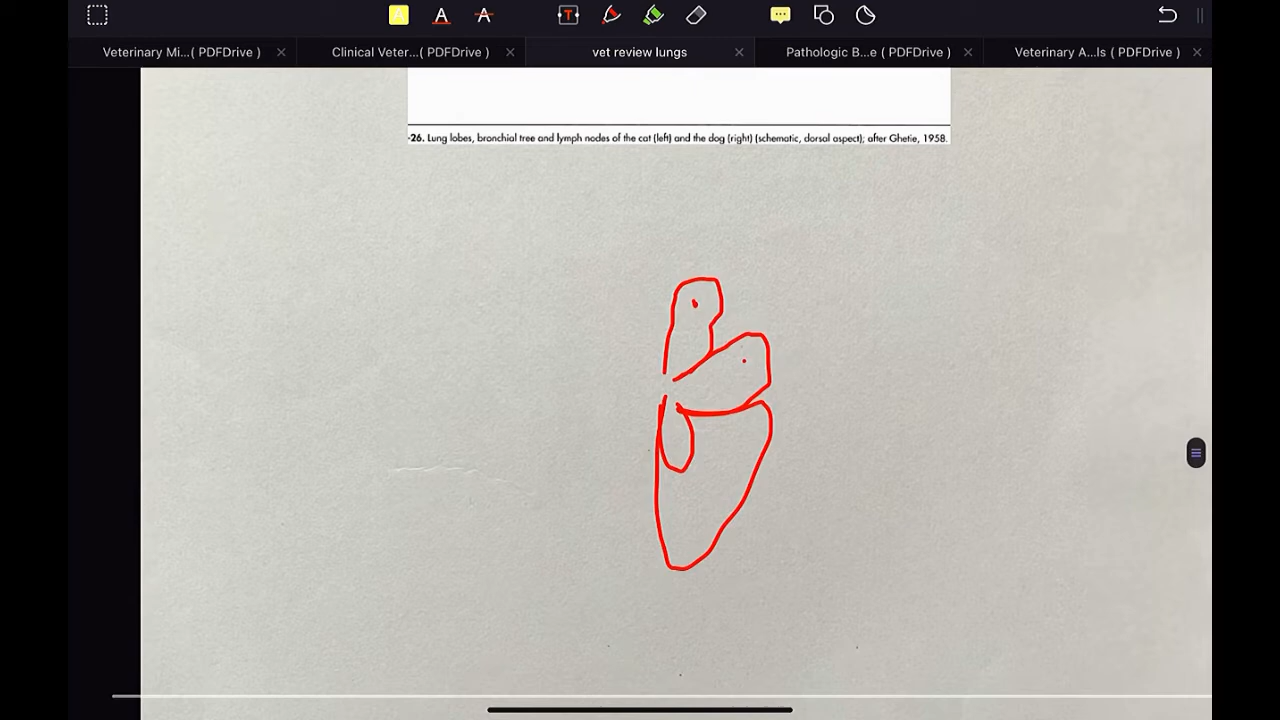 A A A T
Veterinary Mi...( PDFDrive ) Clinical Veter...( PDFDrive ) vet review lungs Pathologic B...e ( PDFDrive ) Veterinary A...ls ( PDFDrive )
-26. Lung lobes, bronchial tree and lymph nodes of the cat (left) and the dog (right) (schematic, dorsal aspect); after Ghetie, 1958.